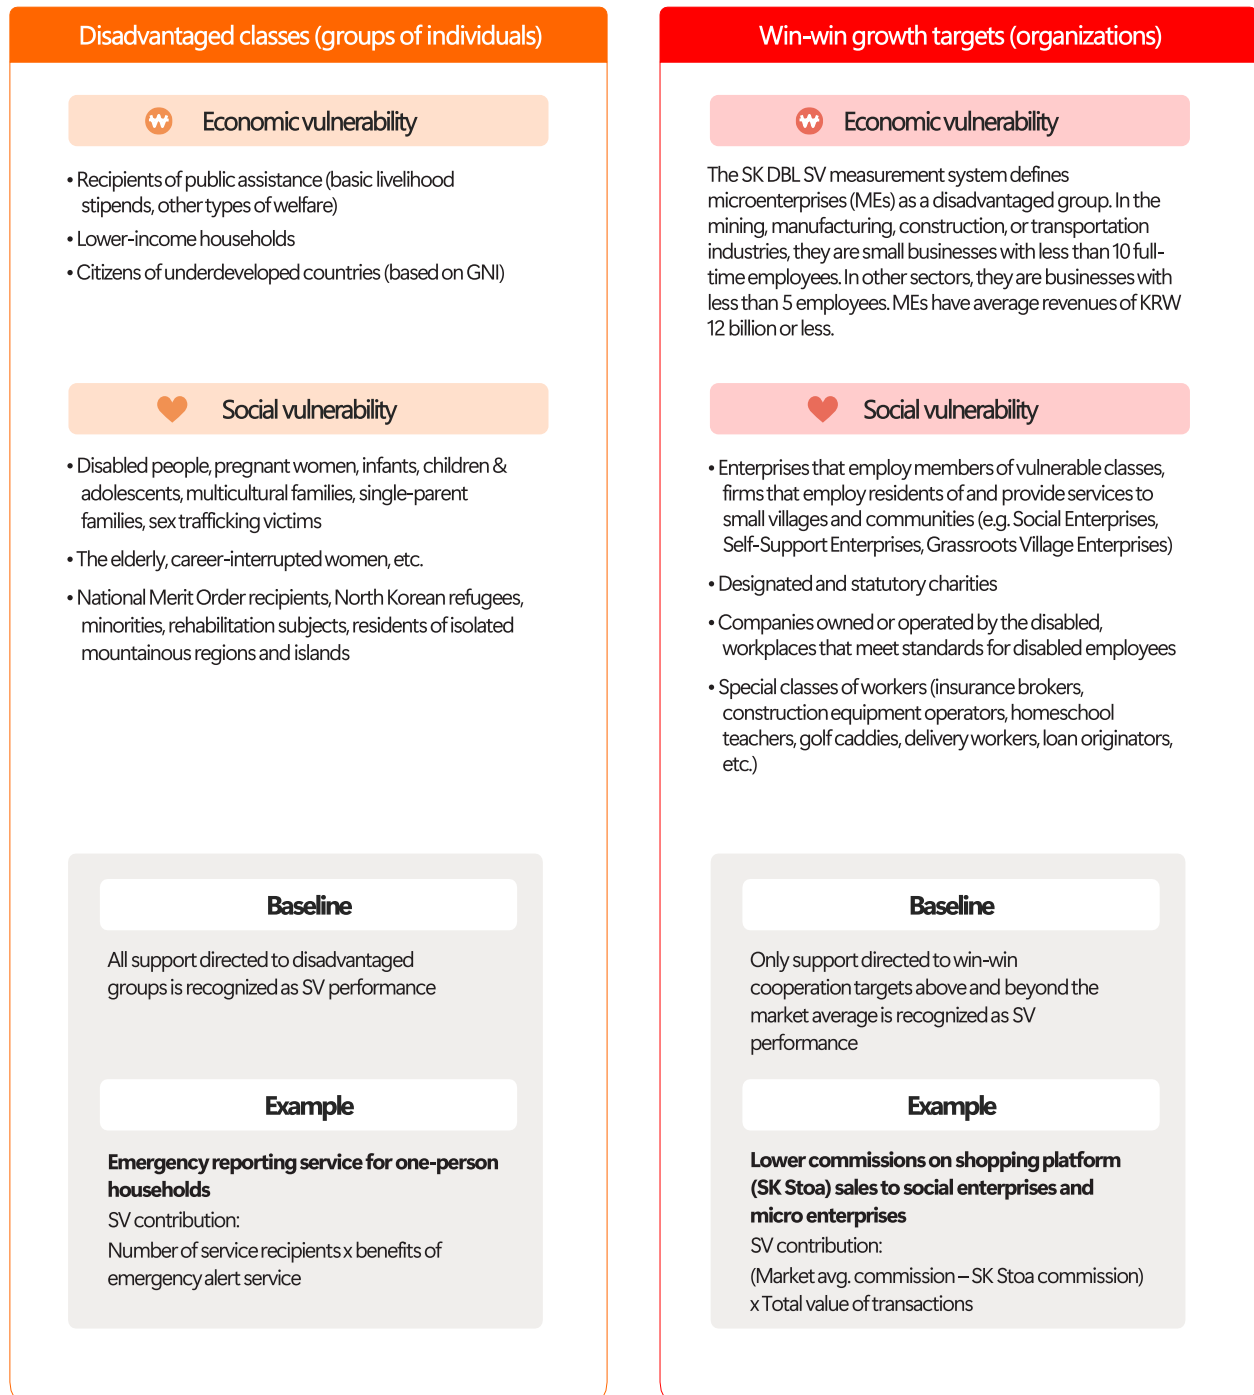 Disadvantaged classes (groups of individuals)
Economic vulnerability
• Recipients of public assistance (basic livelihood
stipends, other types of welfare)
• Lower-income households
• Citizens of underdeveloped countries (based on GNI)
Social vulnerability
• Disabled people, pregnant women, infants, children &
adolescents, multicultural families, single-parent
families, sex trafficking victims
• The elderly, career-interrupted women, etc.
• National Merit Order recipients, North Korean refugees,
minorities, rehabilitation subjects, residents of isolated
mountainous regions and islands
Baseline
All support directed to disadvantaged
groups is recognized as SV performance
Example
Emergency reporting service for one-person
households
SV contribution:
Number of service recipients x benefits of
emergency alert service
Win-win growth targets (organizations)
Economic vulnerability
The SK DBL SV measurement system defines
microenterprises (MEs) as a disadvantaged group. In the
mining, manufacturing, construction, or transportation
industries, they are small businesses with less than 10 full-
time employees. In other sectors, they are businesses with
less than 5 employees. MEs have average revenues of KRW
12 billion or less.
Social vulnerability
• Enterprises that employ members of vulnerable classes,
firms that employ residents of and provide services to
small villages and communities (e.g. Social Enterprises,
Self-Support Enterprises, Grassroots Village Enterprises)
• Designated and statutory charities
• Companies owned or operated by the disabled,
workplaces that meet standards for disabled employees
• Special classes of workers (insurance brokers,
construction equipment operators, homeschool
teachers, golf caddies, delivery workers, loan originators,
etc.)
Baseline
Only support directed to win-win
cooperation targets above and beyond the
market average is recognized as SV
performance
Example
Lower commissions on shopping platform
(SK Stoa) sales to social enterprises and
micro enterprises
SV contribution:
(Market avg. commission – SK Stoa commission)
x Total value of transactions